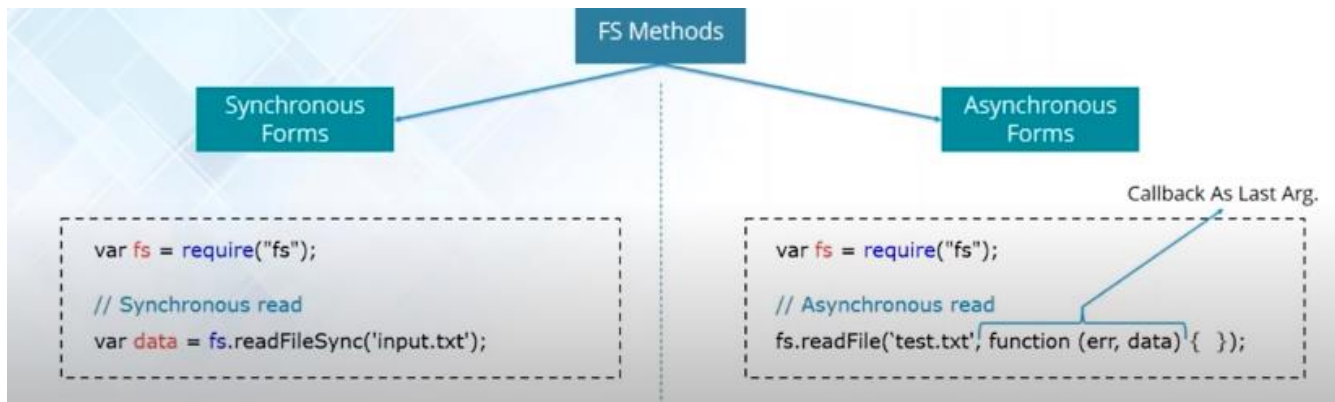 FS Methods
Synchronous
Forms
Asynchronous
Forms
Callback As Last Arg.
var fs = require("fs");
// Synchronous read
var data = fs.readFileSync('input.txt');
var fs = require("fs");
// Asynchronous read
fs.readFile(‘test.txt’, function (err, data) { });